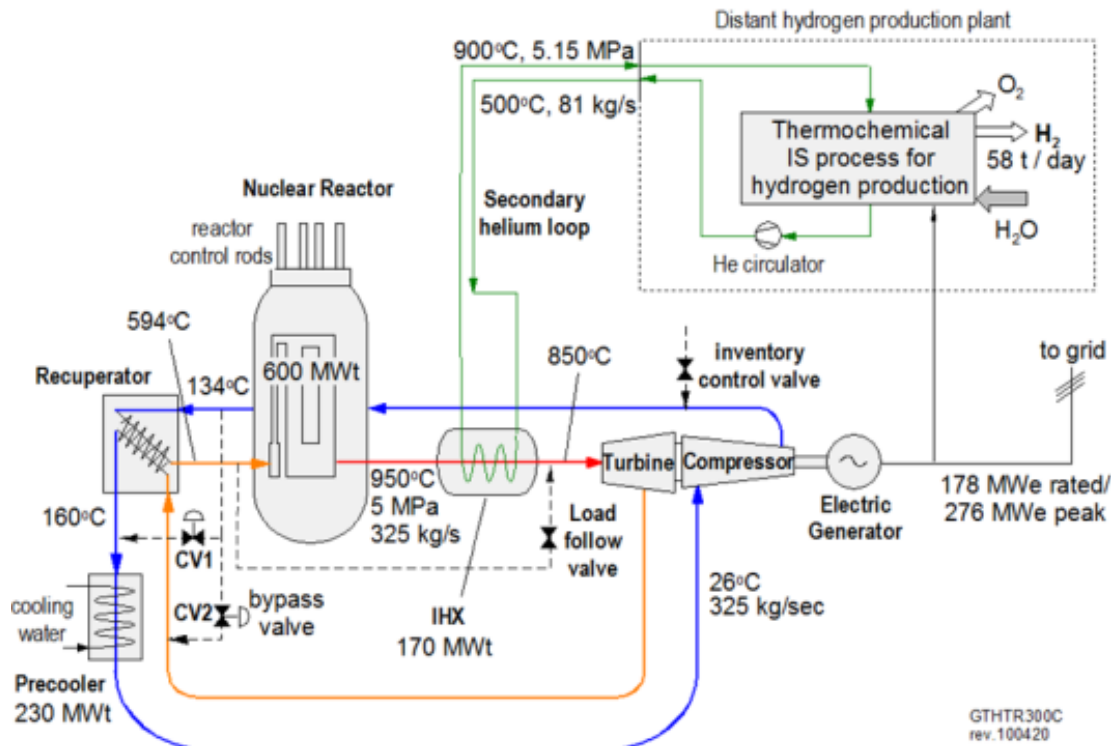 Distant hydrogen production plant
900°C, 5.15 MPa
500°C, 81 kg/s
O2
H2
58 t / day
H2O
Thermochemical
IS process for
hydrogen production
He circulator
Secondary
helium loop
Nuclear Reactor
reactor
control rods
600 MWt
594°C
Recuperator
134°C
850°C
inventory
control valve
to grid
Turbine
Compressor
950°C
5 MPa
325 kg/s
Electric
Generator
178 MWe rated/
276 MWe peak
160°C
CV1
Load
follow
valve
IHX
170 MWt
26°C
325 kg/sec
cooling
water
CV2
bypass
valve
Precooler
230 MWt
GTHTR300C
rev.100420